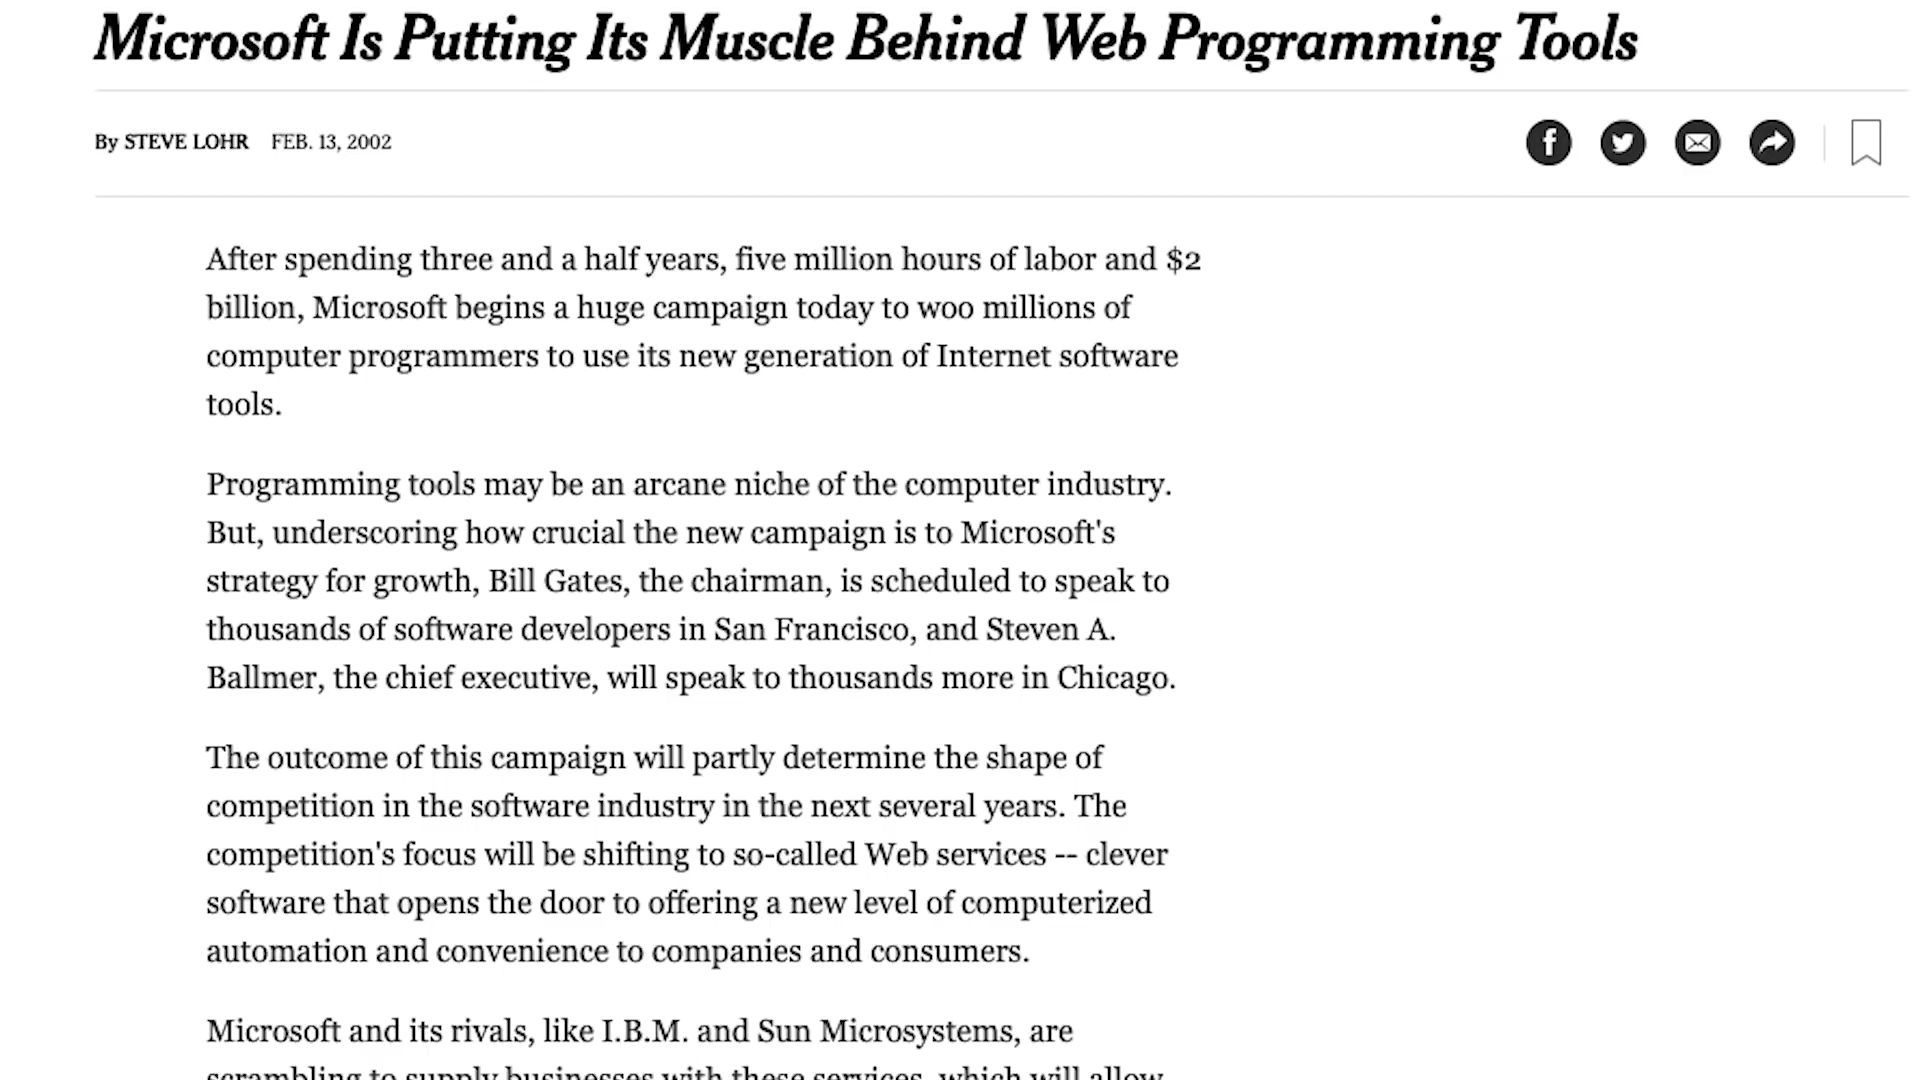 Microsoft Is Putting Its Muscle Behind Web Programming Tools
By STEVE LOHR FEB. 13, 2002
After spending three and a half years, five million hours of labor and $2
billion, Microsoft begins a huge campaign today to woo millions of
computer programmers to use its new generation of Internet software
tools.
Programming tools may be an arcane niche of the computer industry.
But, underscoring how crucial the new campaign is to Microsoft's
strategy for growth, Bill Gates, the chairman, is scheduled to speak to
thousands of software developers in San Francisco, and Steven A.
Ballmer, the chief executive, will speak to thousands more in Chicago.
The outcome of this campaign will partly determine the shape of
competition in the software industry in the next several years. The
competition's focus will be shifting to so-called Web services -- clever
software that opens the door to offering a new level of computerized
automation and convenience to companies and consumers.
Microsoft and its rivals, like I.B.M. and Sun Microsystems, are
scrambling to supply businesses with these services, which will allow